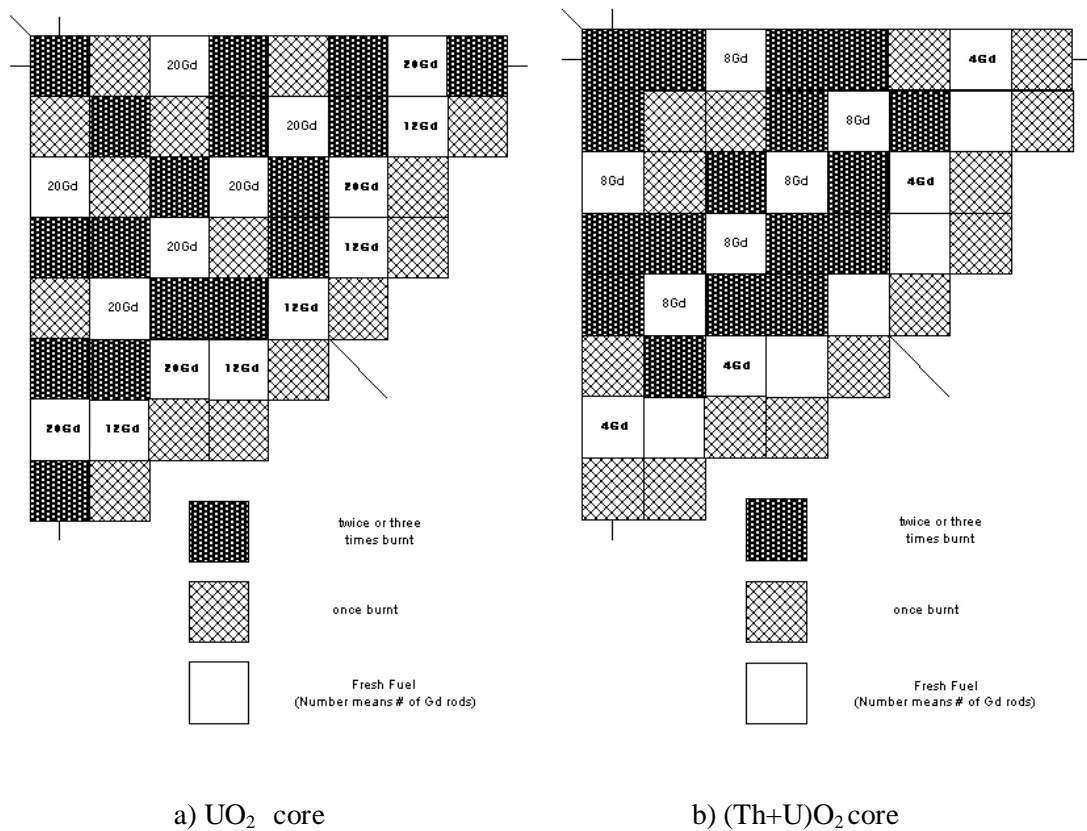 20Gd 20Gd
20Gd 12Gd
20Gd 20Gd 20Gd
20Gd 12Gd
20Gd 12Gd
20Gd 12Gd
20Gd 12Gd
twice or three
times burnt
once burnt
Fresh Fuel
(Number means # of Gd rods)
a) UO₂ core
8Gd 4Gd
8Gd
8Gd 8Gd 4Gd
8Gd
8Gd
4Gd
4Gd
twice or three
times burnt
once burnt
Fresh Fuel
(Number means # of Gd rods)
b) (Th+U)O₂ core